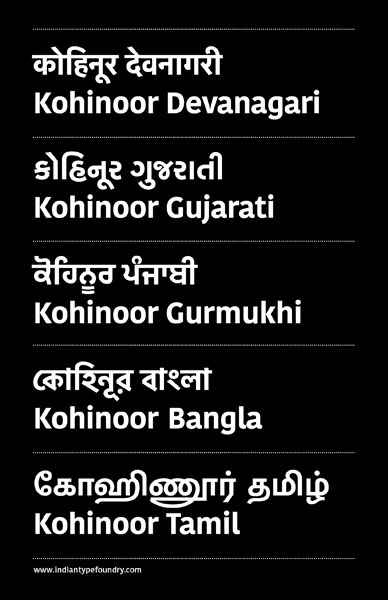 कोहिनूर देवनागरी
Kohinoor Devanagari
કોહિનૂર ગુજરાતી
Kohinoor Gujarati
ਕੋਹਿਨੂਰ ਪੰਜਾਬੀ
Kohinoor Gurmukhi
কোহিনূর বাংলা
Kohinoor Bangla
கோஹிணூர் தமிழ்
Kohinoor Tamil
www.indiantypefoundry.com